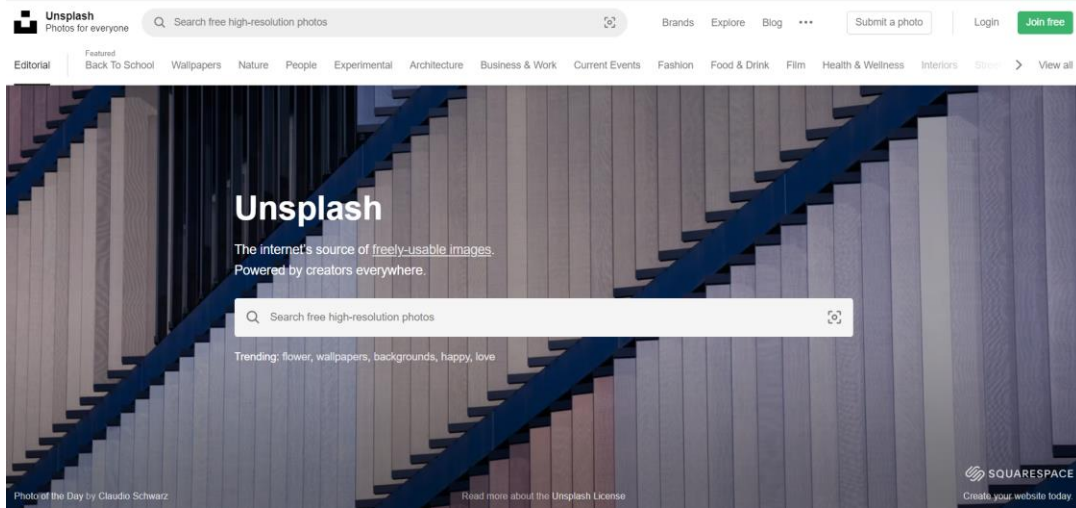 Unsplash
Photos for everyone
Search free high-resolution photos
Brands Explore Blog ••• Submit a photo Login Join free
Featured
Editorial Back To School Wallpapers Nature People Experimental Architecture Business & Work Current Events Fashion Food & Drink Film Health & Wellness Interiors View all
Unsplash
The internet's source of freely-usable images.
Powered by creators everywhere.
Search free high-resolution photos
Trending: flower, wallpapers, backgrounds, happy, love
SQUARESPACE
Photo of the Day by Claudio Schwarz
Read more about the Unsplash License
Create your website today.